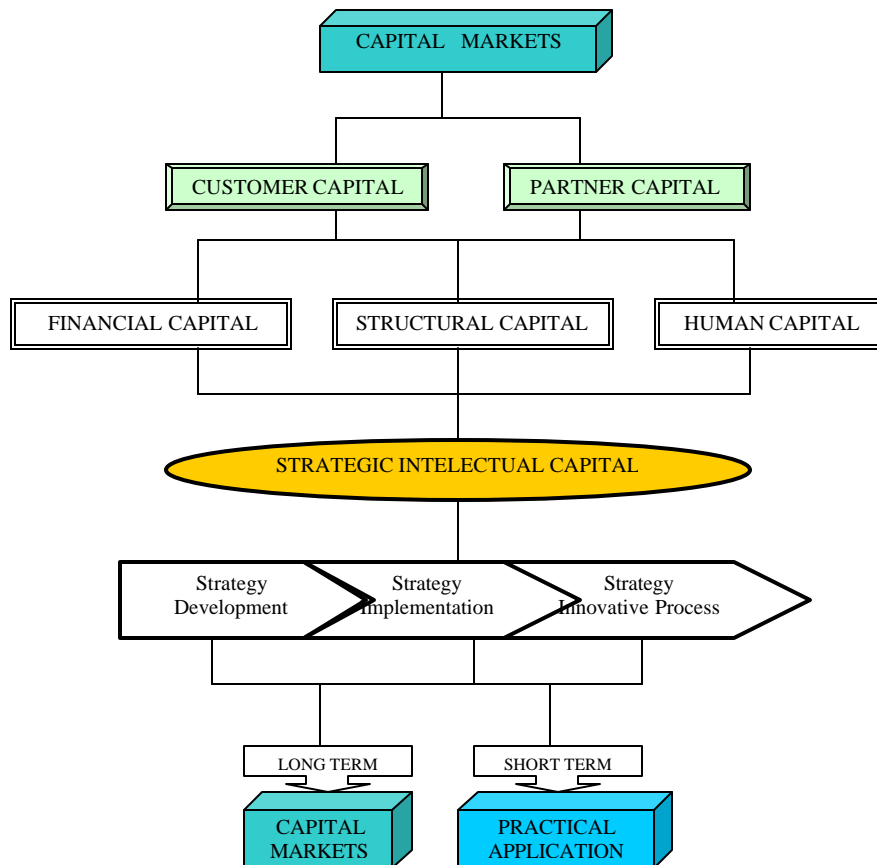 CAPITAL MARKETS
CUSTOMER CAPITAL
PARTNER CAPITAL
FINANCIAL CAPITAL
STRUCTURAL CAPITAL
HUMAN CAPITAL
STRATEGIC INTELECTUAL CAPITAL
Strategy
Development
Strategy
Implementation
Strategy
Innovative Process
LONG TERM
SHORT TERM
CAPITAL
MARKETS
PRACTICAL
APPLICATION